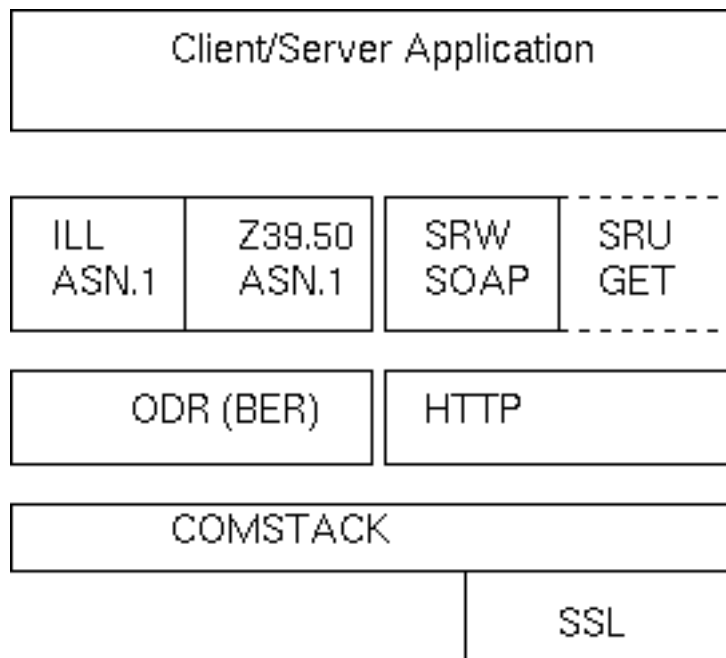 Client/Server Application
ILL
ASN.1
Z39.50
ASN.1
SRW
SOAP
SRU
GET
ODR (BER)
HTTP
COMSTACK
SSL